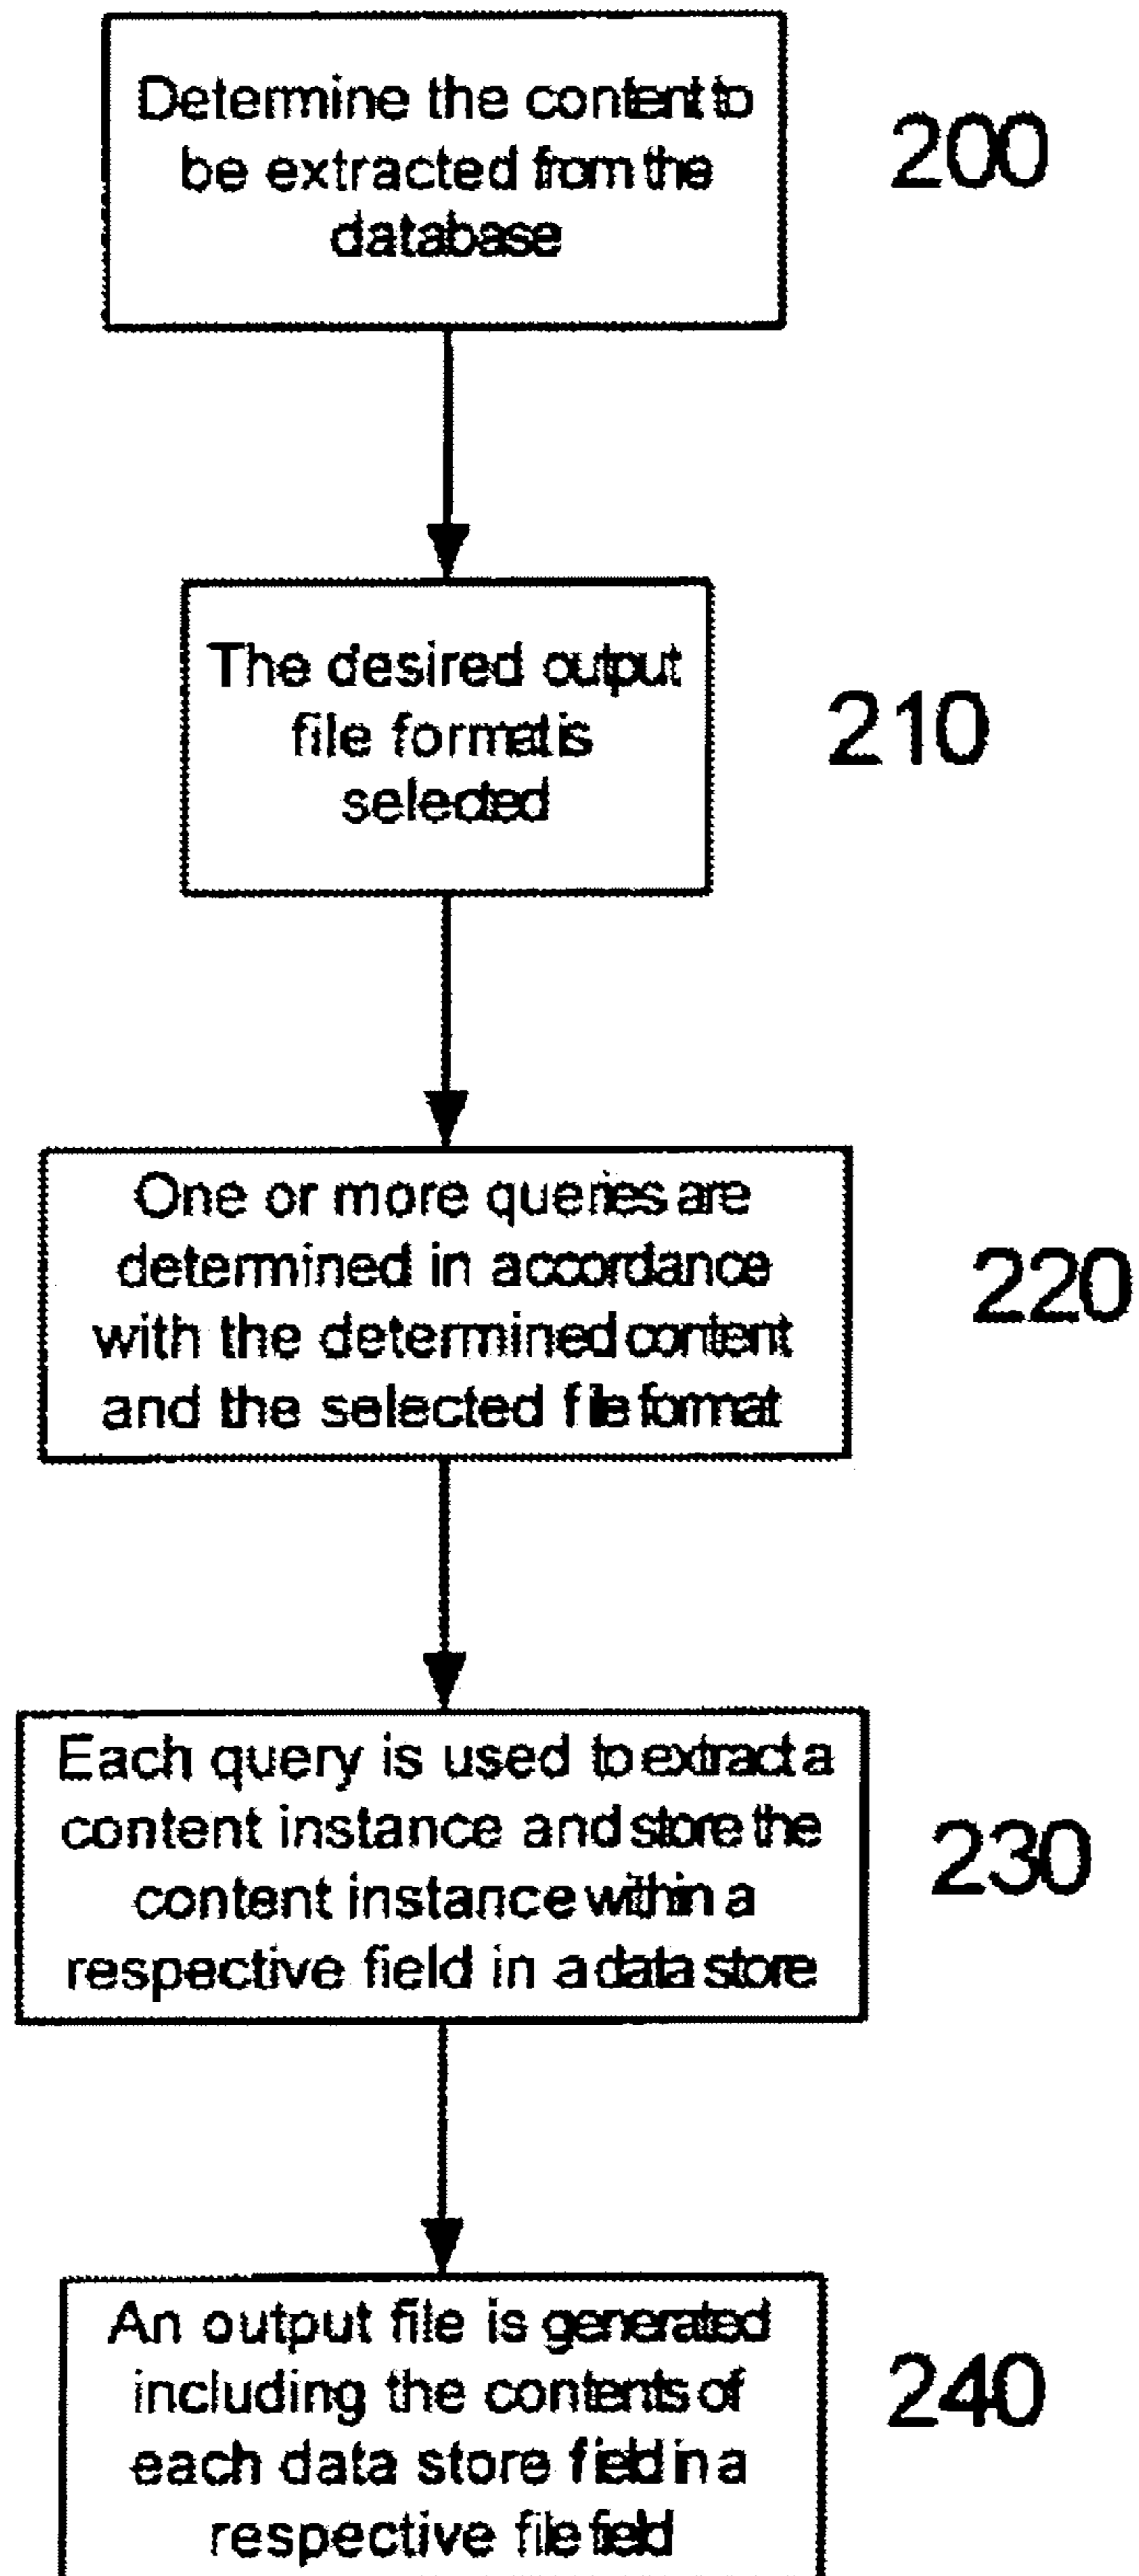 Determine the content to
be extracted from the
database
200
The desired output
file format is
selected
210
One or more queries are
determined in accordance
with the determined content
and the selected file format
220
Each query is used to extract a
content instance and store the
content instance within a
respective field in a data store
230
An output file is generated
including the contents of
each data store field in a
respective file field
240